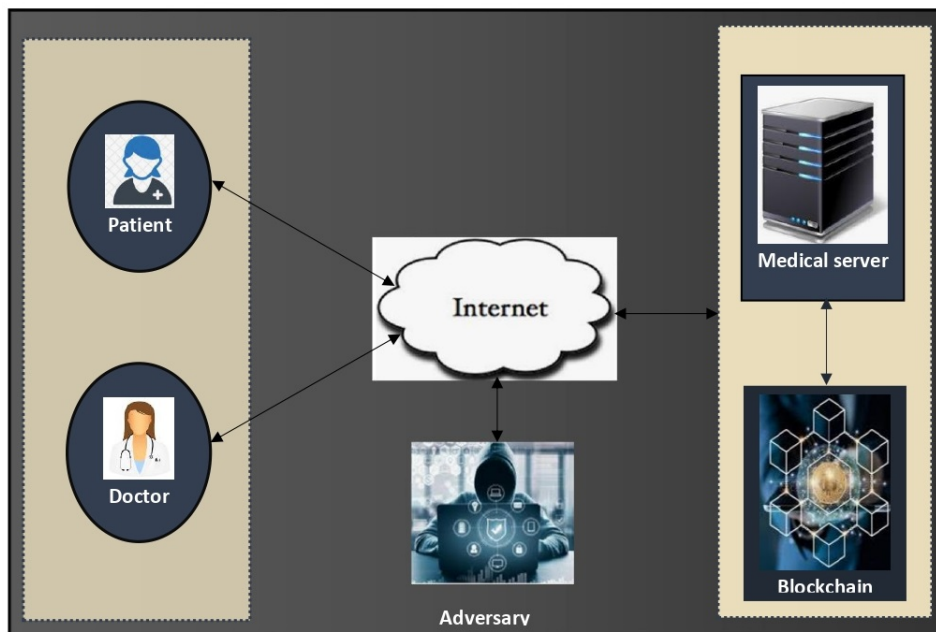 Patient
Doctor
Internet
Adversary
Medical server
Blockchain